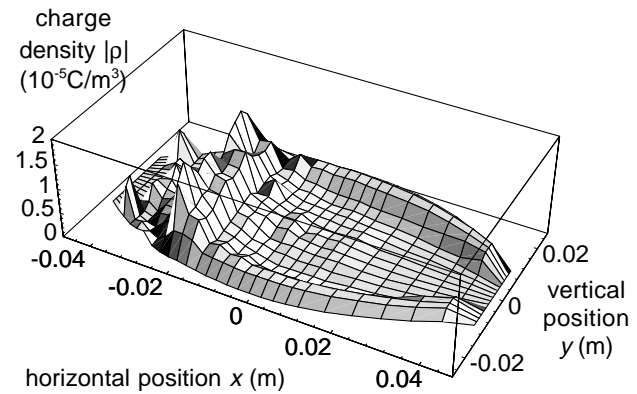 charge
density |ρ|
(10-5C/m3)
2
1.5
1
0.5
0
-0.04
-0.02
0
0.02
0.04
horizontal position x (m)
0.02
0
-0.02
vertical
position
y (m)